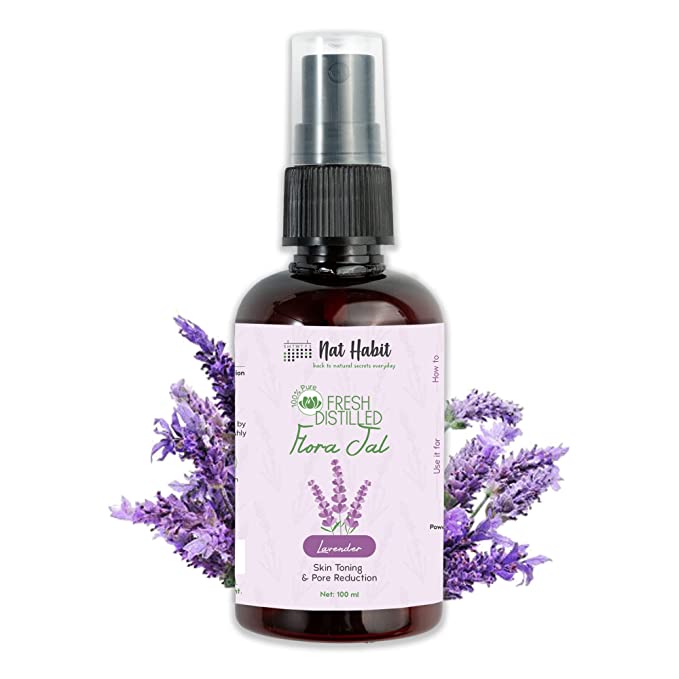 Nat Habit
back to natural secrets everyday
100% Pure
FRESH
DISTILLED
Flora Jal
Lavender
Skin Toning
& Pore Reduction
Net: 100 ml
by
How to
Use it for